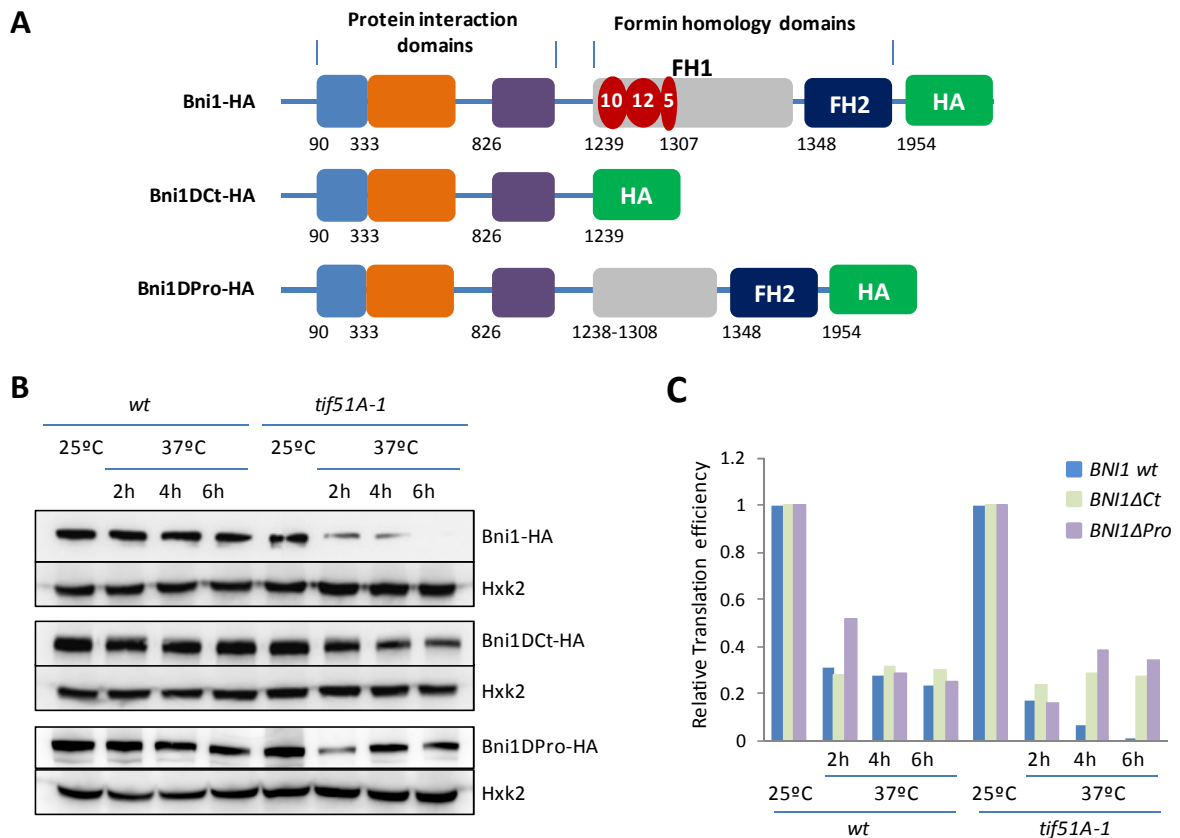 A
Protein interaction
domains
Formin homology domains
FH1
Bni1-HA
10 12 5
FH2
HA
90 333 826 1239 1307 1348 1954
Bni1DCt-HA
HA
90 333 826 1239
Bni1DPro-HA
FH2
HA
90 333 826 1238-1308 1348 1954
B
wt tif51A-1
25ºC 37ºC 25ºC 37ºC
2h 4h 6h 2h 4h 6h
Bni1-HA
Hxk2
Bni1DCt-HA
Hxk2
Bni1DPro-HA
Hxk2
C
Relative Translation efficiency
1.2
1
0.8
0.6
0.4
0.2
0
BNI1 wt
BNI1ΔCt
BNI1ΔPro
2h 4h 6h 2h 4h 6h
25ºC 37ºC 25ºC 37ºC
wt tif51A-1